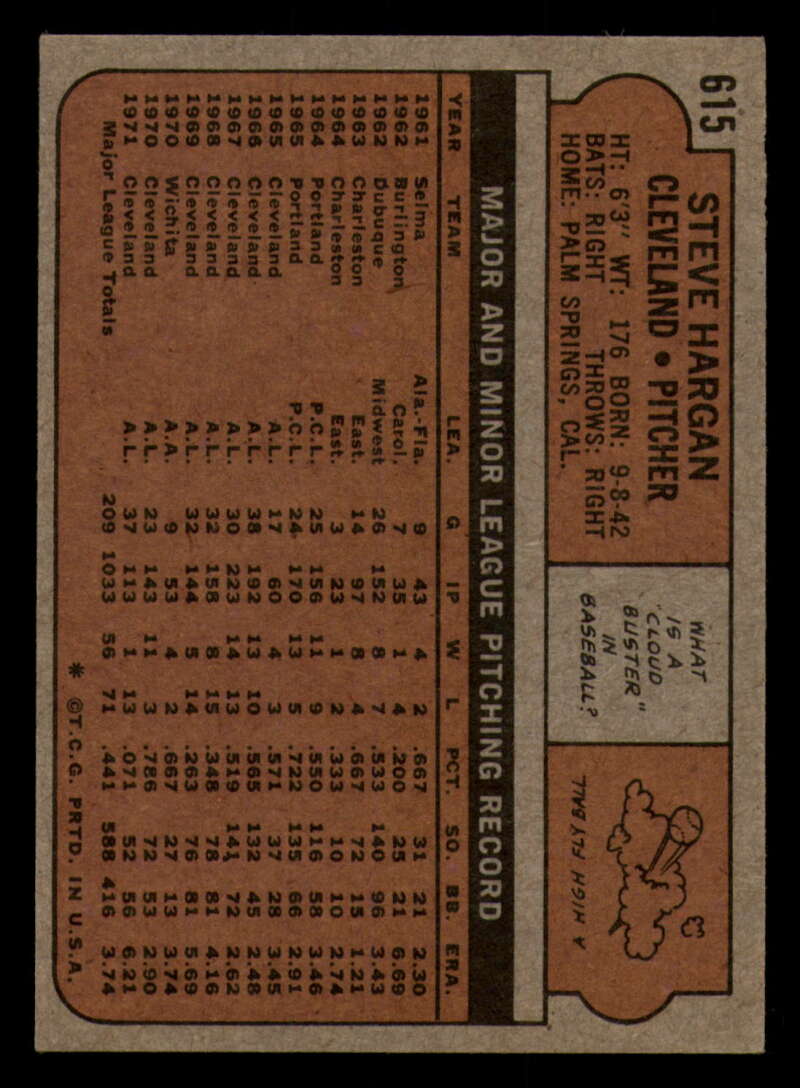 615
STEVE HARGAN
CLEVELAND • PITCHER
HT: 6'3" WT: 176 BORN: 9-8-42
BATS: RIGHT THROWS: RIGHT
HOME: PALM SPRINGS, CAL.
WHAT
IS A
"CLOUD
BUSTER"
IN
BASEBALL?
A HIGH FLY BALL
MAJOR AND MINOR LEAGUE PITCHING RECORD
YEAR TEAM LEA. G IP W L PCT. SO. BB. ERA.
1961 Selma Ala.-Fla. 9 43 4 2 .667 31 21 2.30
1962 Burlington Carol. 7 35 1 4 .200 25 21 6.69
1962 Dubuque Midwest 26 152 8 7 .533 140 96 3.43
1963 Charleston East. 14 97 8 4 .667 72 15 1.21
1964 Charleston East. 3 23 1 2 .333 10 10 2.74
1964 Portland P.C.L. 25 156 11 9 .550 116 58 3.46
1965 Portland P.C.L. 24 170 13 5 .722 135 66 2.91
1965 Cleveland A.L. 17 60 4 3 .571 37 28 3.45
1966 Cleveland A.L. 38 192 13 10 .565 132 45 2.48
1967 Cleveland A.L. 30 223 14 13 .519 141 72 2.62
1968 Cleveland A.L. 32 158 8 15 .348 78 81 4.16
1969 Cleveland A.L. 32 144 5 14 .263 76 81 5.69
1970 Wichita A.A. 9 53 4 2 .667 27 13 3.74
1970 Cleveland A.L. 23 143 11 3 .786 72 53 2.90
1971 Cleveland A.L. 37 113 1 13 .071 52 56 6.21
Major League Totals 209 1033 56 71 .441 588 416 3.74
* ©T.C.G. PRTD. IN U.S.A.